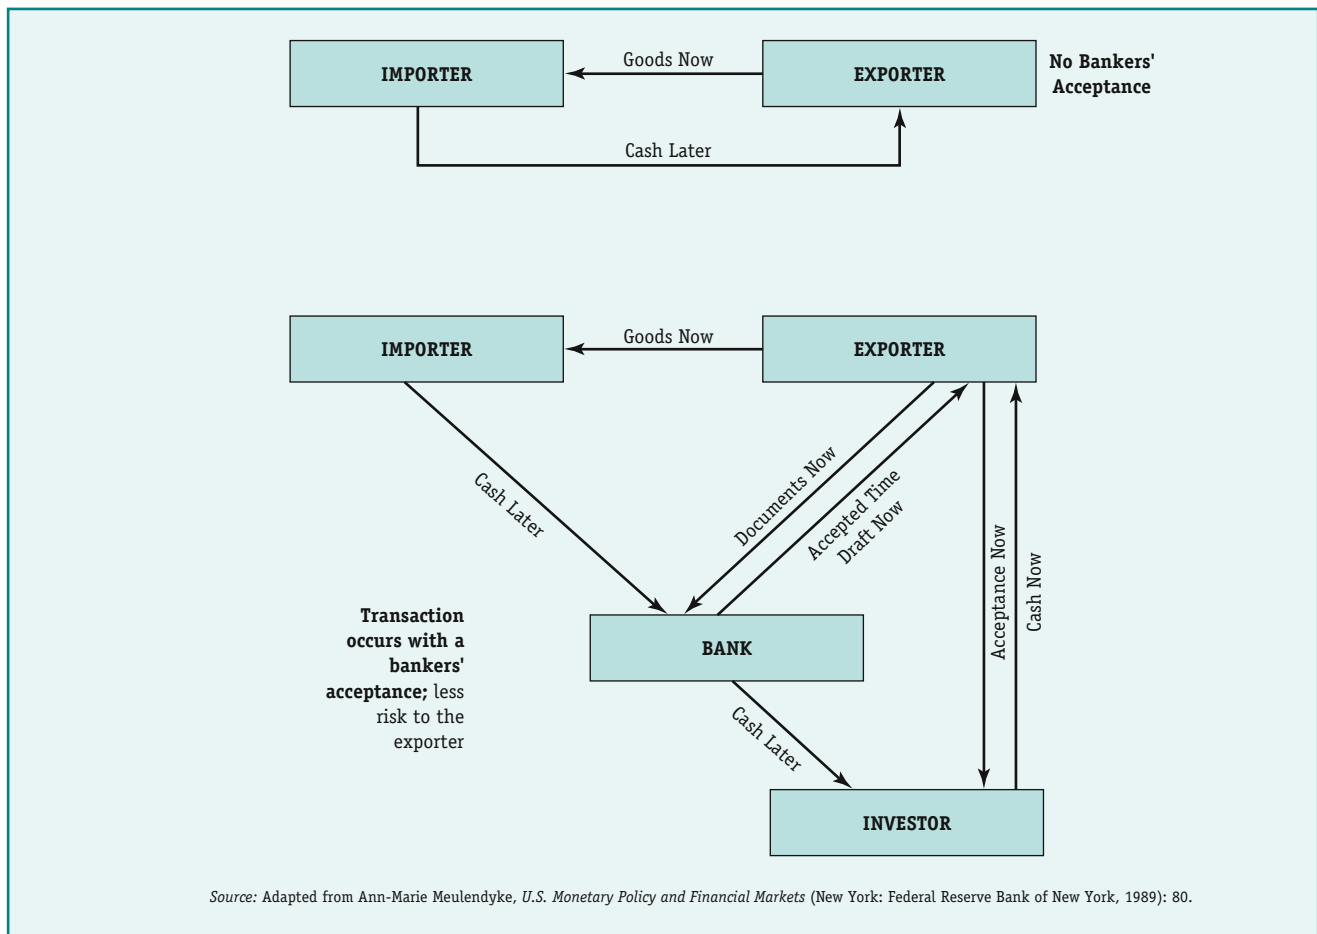 IMPORTER
Goods Now
EXPORTER
No Bankers'
Acceptance
Cash Later
IMPORTER
Goods Now
EXPORTER
Cash Later
Documents Now
Accepted Time
Draft Now
Acceptance Now
Cash Now
Transaction
occurs with a
bankers'
acceptance; less
risk to the
exporter
BANK
Cash Later
INVESTOR
Source: Adapted from Ann-Marie Meulendyke, U.S. Monetary Policy and Financial Markets (New York: Federal Reserve Bank of New York, 1989): 80.